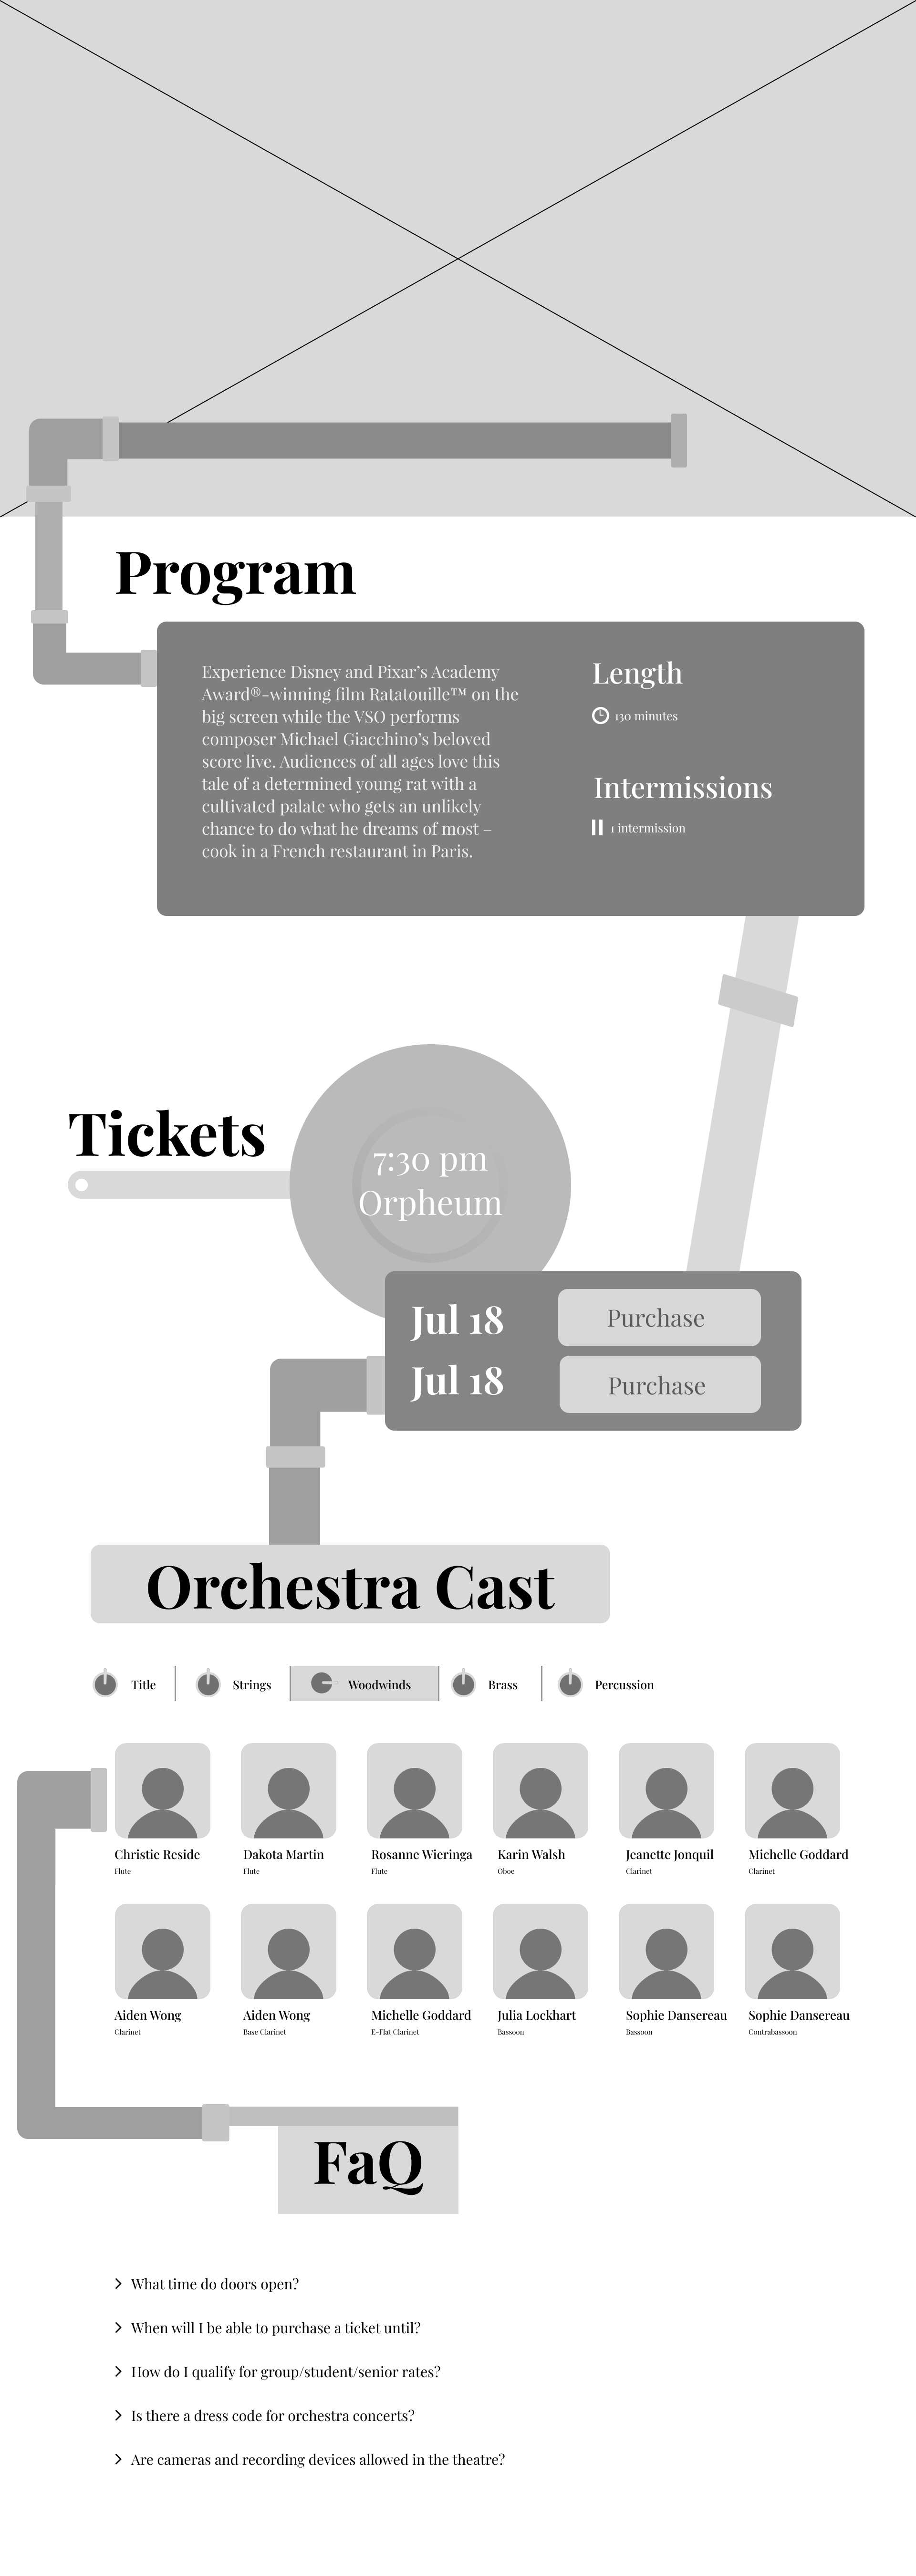 Program
Experience Disney and Pixar’s Academy
Award®-winning film Ratatouille™ on the
big screen while the VSO performs
composer Michael Giacchino’s beloved
score live. Audiences of all ages love this
tale of a determined young rat with a
cultivated palate who gets an unlikely
chance to do what he dreams of most –
cook in a French restaurant in Paris.
Length
130 minutes
Intermissions
1 intermission
Tickets
7:30 pm
Orpheum
Jul 18
Purchase
Jul 18
Purchase
Orchestra Cast
Title
Strings
Woodwinds
Brass
Percussion
Christie Reside
Flute
Dakota Martin
Flute
Rosanne Wieringa
Flute
Karin Walsh
Oboe
Jeanette Jonquil
Clarinet
Michelle Goddard
Clarinet
Aiden Wong
Clarinet
Aiden Wong
Base Clarinet
Michelle Goddard
E-Flat Clarinet
Julia Lockhart
Bassoon
Sophie Dansereau
Bassoon
Sophie Dansereau
Contrabassoon
FaQ
What time do doors open?
When will I be able to purchase a ticket until?
How do I qualify for group/student/senior rates?
Is there a dress code for orchestra concerts?
Are cameras and recording devices allowed in the theatre?